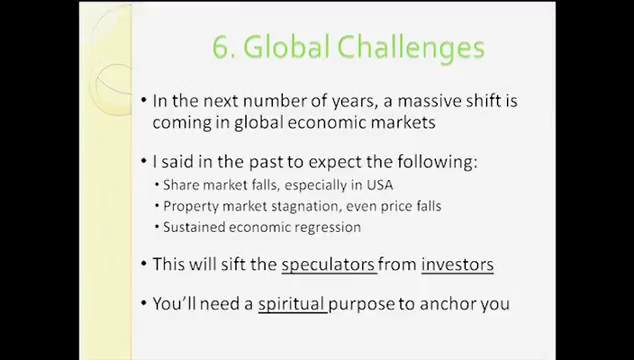 6. Global Challenges
• In the next number of years, a massive shift is
coming in global economic markets
• I said in the past to expect the following:
• Share market falls, especially in USA
• Property market stagnation, even price falls
• Sustained economic regression
• This will sift the speculators from investors
• You'll need a spiritual purpose to anchor you